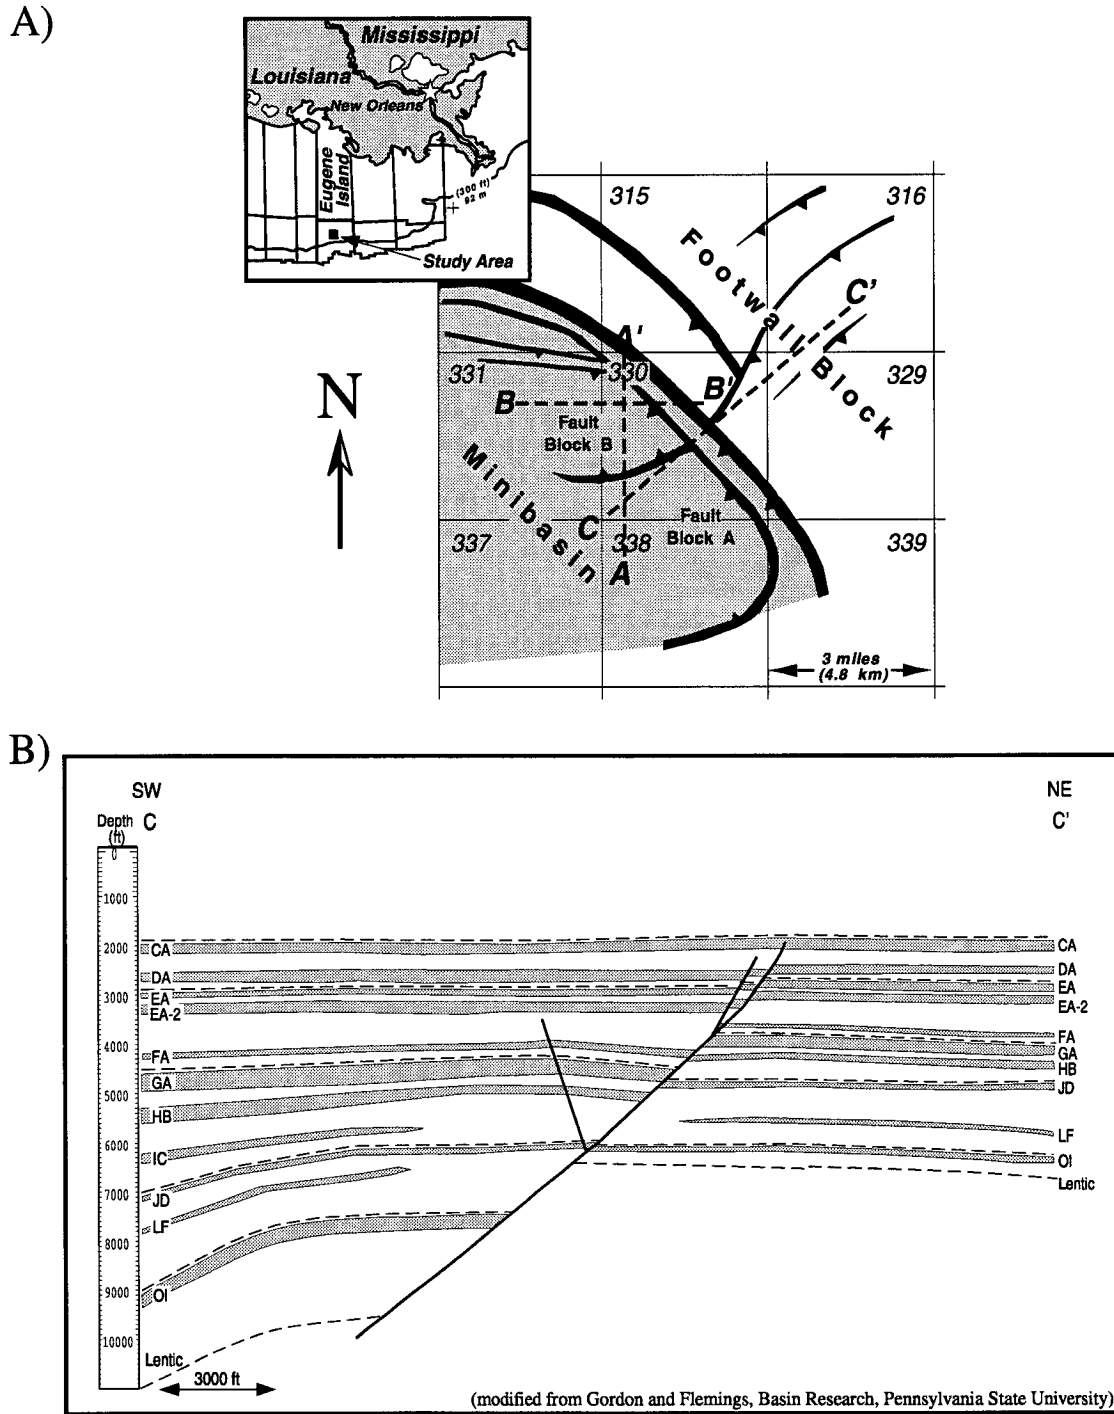 A)
Mississippi
Louisiana
New Orleans
Eugene
Island
(300 ft)
92 m
Study Area
315
316
Footwall Block
C'
A'
331
330
329
B
B'
Fault
Block B
Minibasin
N
C
Fault
Block A
337
338
339
A
3 miles
(4.8 km)
B)
SW
NE
C
C'
Depth
(ft)
0
1000
2000
3000
4000
5000
6000
7000
8000
9000
10000
CA
DA
EA
EA-2
FA
GA
HB
IC
JD
LF
OI
Lentic
CA
DA
EA
EA-2
FA
GA
HB
JD
LF
OI
Lentic
3000 ft
(modified from Gordon and Flemings, Basin Research, Pennsylvania State University)